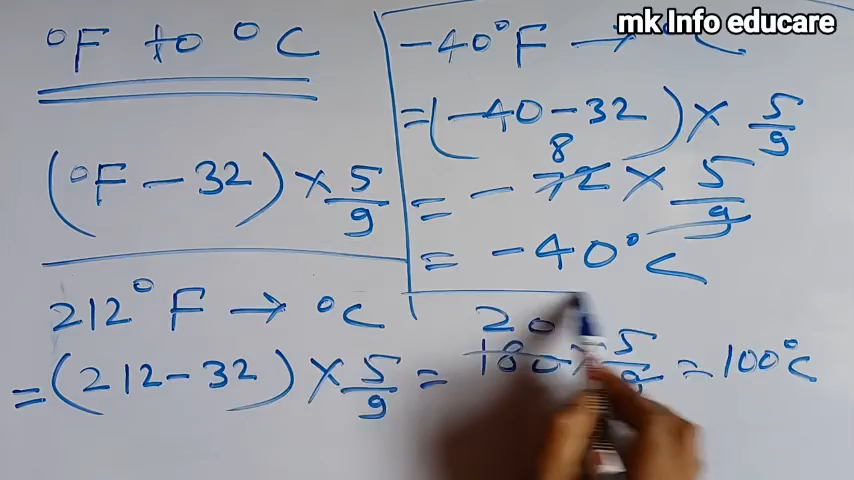 mk Info educare
°F to °C
(°F - 32) × 5/9
-40°F → °C
= (-40 - 32) × 5/9
8
= - 72 × 5/9
= -40°C
212°F → °C
20
= (212 - 32) × 5/9 = 180 × 5/9 = 100°C